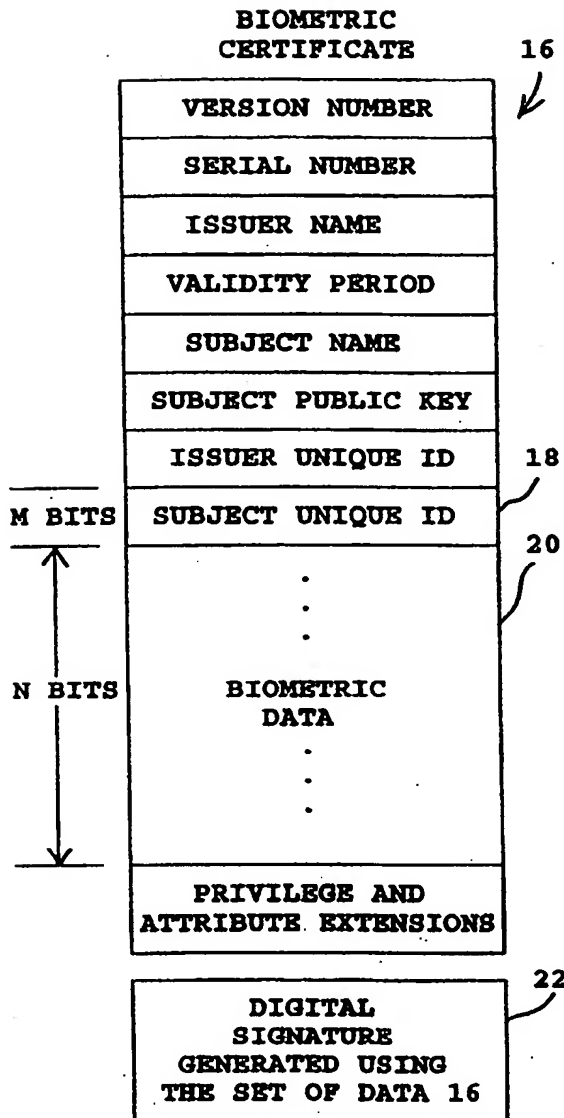 BIOMETRIC
CERTIFICATE
16
VERSION NUMBER
SERIAL NUMBER
ISSUER NAME
VALIDITY PERIOD
SUBJECT NAME
SUBJECT PUBLIC KEY
ISSUER UNIQUE ID
18
M BITS
SUBJECT UNIQUE ID
20
N BITS
BIOMETRIC
DATA
PRIVILEGE AND
ATTRIBUTE EXTENSIONS
22
DIGITAL
SIGNATURE
GENERATED USING
THE SET OF DATA 16